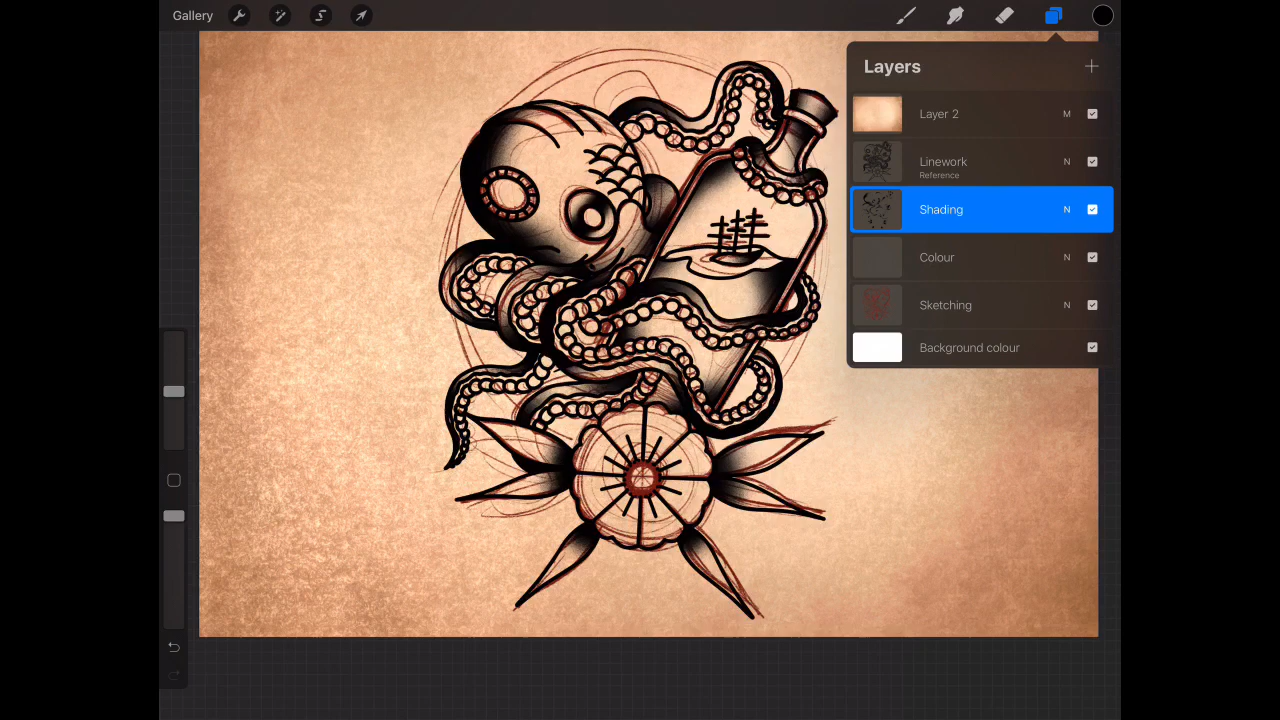 Gallery
Layers
Layer 2 M
Linework N
Reference
Shading N
Colour N
Sketching N
Background colour